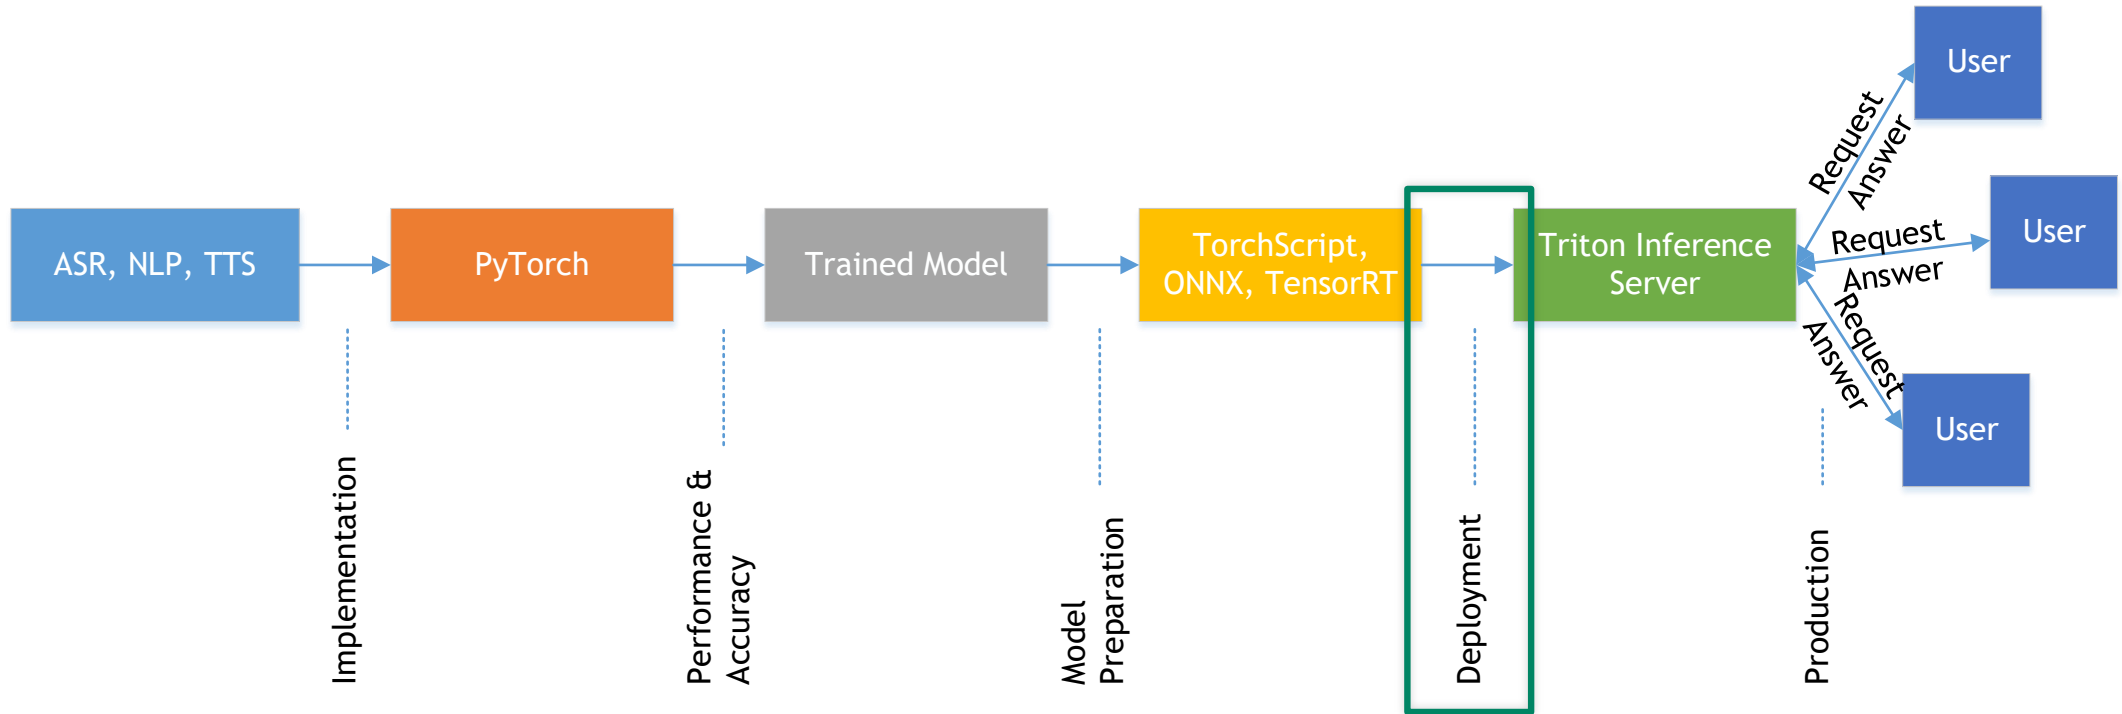 ASR, NLP, TTS
PyTorch
Trained Model
TorchScript,
ONNX, TensorRT
Triton Inference
Server
Request
Answer
User
Request
Answer
User
Request
Answer
User
Implementation
Performance &
Accuracy
Model
Preparation
Deployment
Production